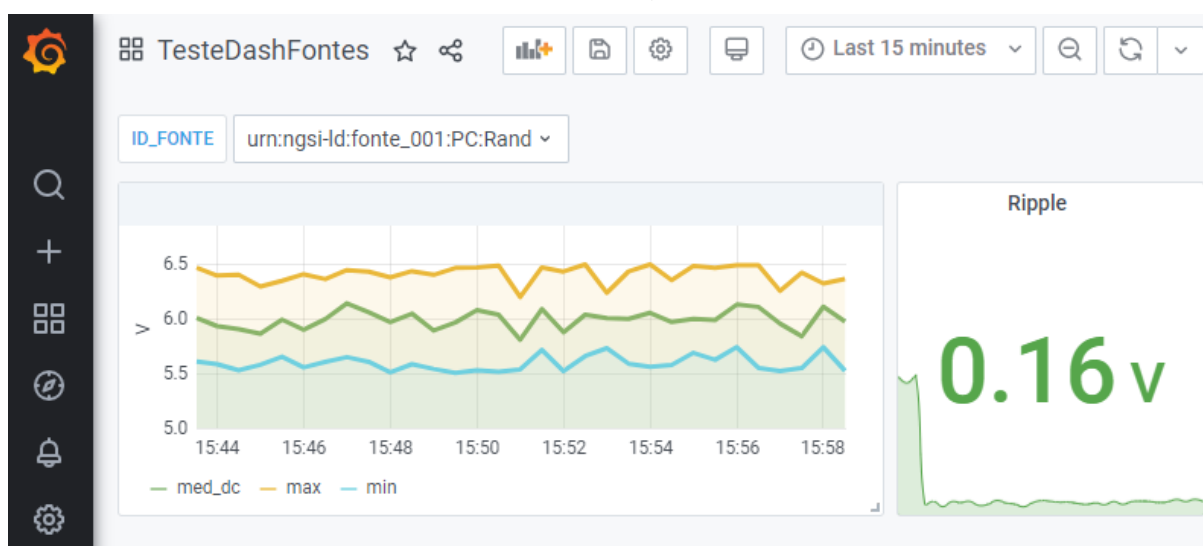 TesteDashFontes
Last 15 minutes
ID_FONTE
urn:ngsi-ld:fonte_001:PC:Rand
Ripple
V
6.5
6.0
5.5
5.0
15:44 15:46 15:48 15:50 15:52 15:54 15:56 15:58
med_dc max min
0.16 V